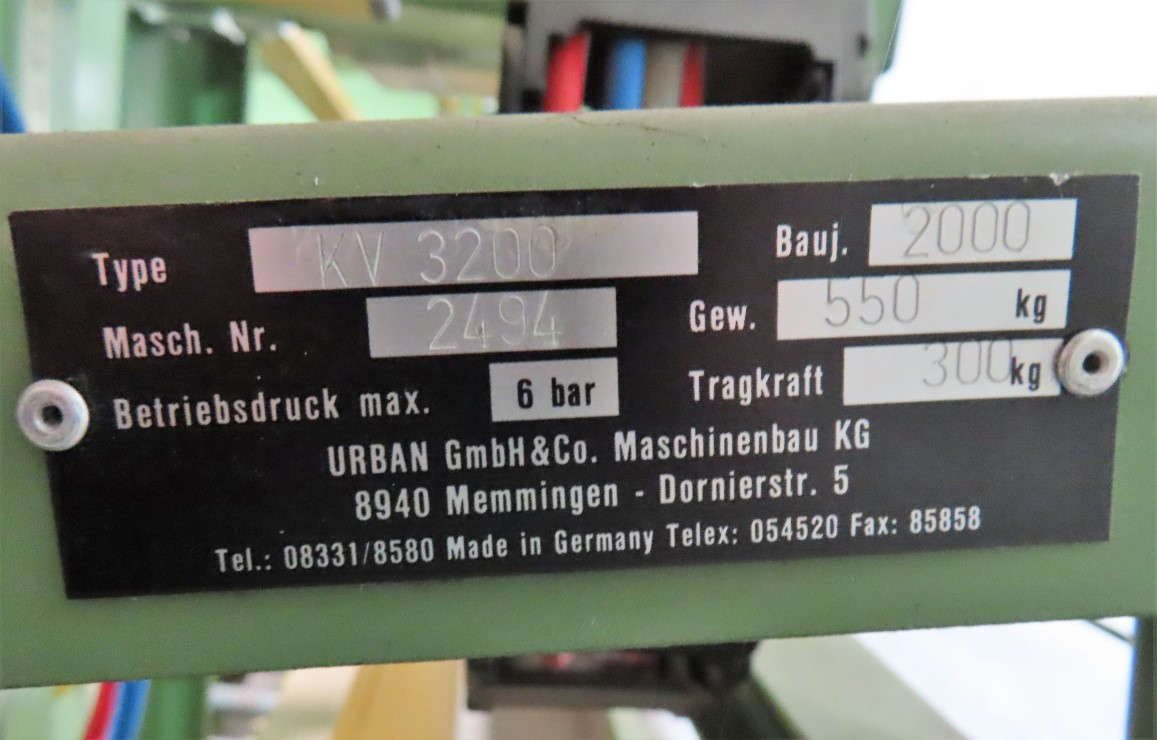 Type KV 3200 Bauj. 2000
Masch. Nr. 2494 Gew. 550 kg
Betriebsdruck max. 6 bar Tragkraft 300 kg
URBAN GmbH&Co. Maschinenbau KG
8940 Memmingen - Dornierstr. 5
Tel.: 08331/8580 Made in Germany Telex: 054520 Fax: 85858